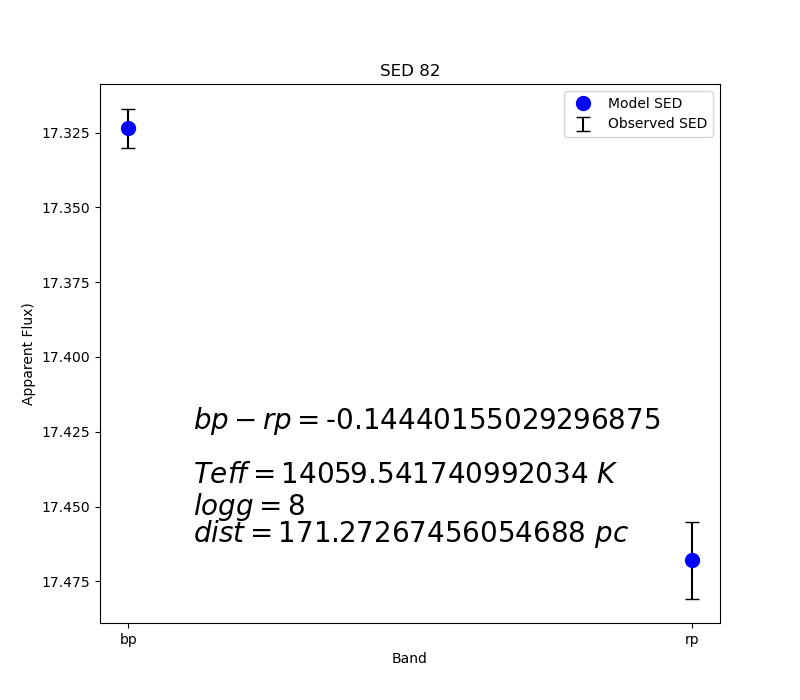 SED 82
Model SED
Observed SED
17.325
17.350
17.375
17.400
17.425
17.450
17.475
Apparent Flux)
bp − rp = -0.14440155029296875
Teff = 14059.541740992034 K
logg = 8
dist = 171.27267456054688 pc
bp
rp
Band